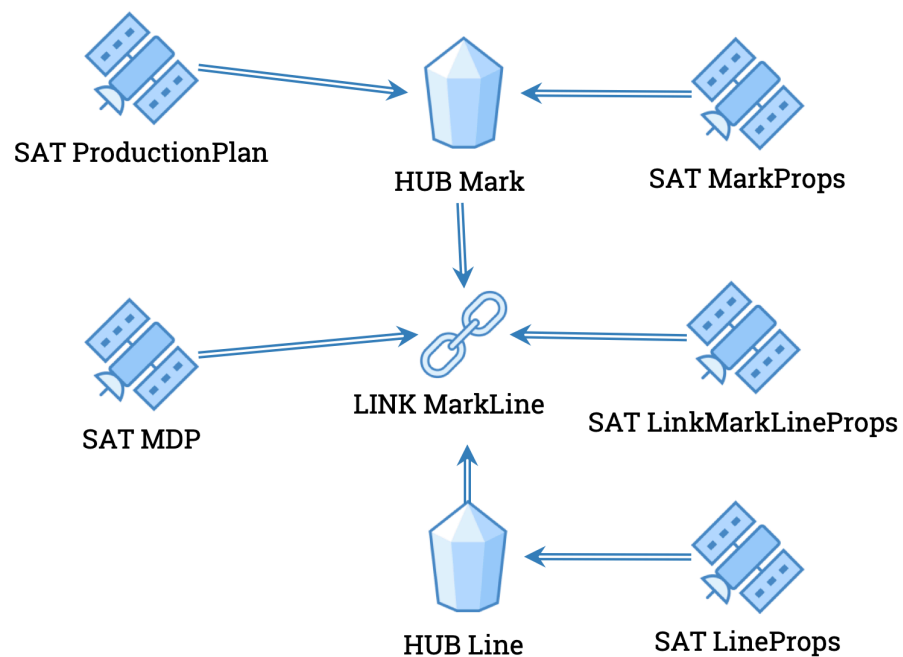 SAT ProductionPlan
HUB Mark
SAT MarkProps
SAT MDP
LINK MarkLine
SAT LinkMarkLineProps
HUB Line
SAT LineProps